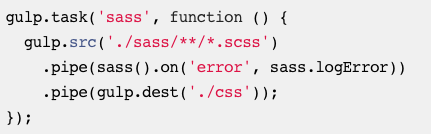 gulp.task('sass', function () {
  gulp.src('./sass/**/*.scss')
    .pipe(sass().on('error', sass.logError))
    .pipe(gulp.dest('./css'));
});